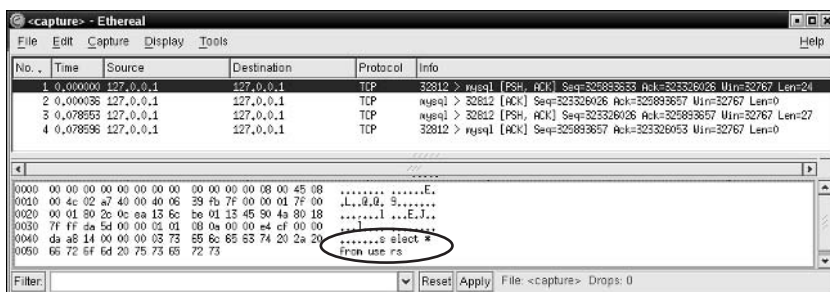 <capture> - Ethereal
File Edit Capture Display Tools Help
No. . Time Source Destination Protocol Info
1 0.000000 127.0.0.1 127.0.0.1 TCP 32812 > mysql [PSH, ACK] Seq=325893633 Ack=323326026 Win=32767 Len=24
2 0.000036 127.0.0.1 127.0.0.1 TCP mysql > 32812 [ACK] Seq=323326026 Ack=325893657 Win=32767 Len=0
3 0.078553 127.0.0.1 127.0.0.1 TCP mysql > 32812 [PSH, ACK] Seq=323326026 Ack=325893657 Win=32767 Len=27
4 0.078596 127.0.0.1 127.0.0.1 TCP 32812 > mysql [ACK] Seq=325893657 Ack=323326053 Win=32767 Len=0
0000 00 00 00 00 00 00 00 00 00 00 00 00 08 00 45 08 ........ ......E.
0010 00 4c 02 a7 40 00 40 06 39 fb 7f 00 00 01 7f 00 .L..@.@. 9.......
0020 00 01 80 2c 0c ea 13 6c be 01 13 45 90 4a 80 18 ...,...l ...E.J..
0030 7f ff da 5d 00 00 01 01 08 0a 00 00 e4 cf 00 00 ...].... ........
0040 da a8 14 00 00 00 03 73 65 6c 65 63 74 20 2a 20 .......s elect *
0050 66 72 6f 6d 20 75 73 65 72 73 from use rs
Filter: Reset Apply File: <capture> Drops: 0